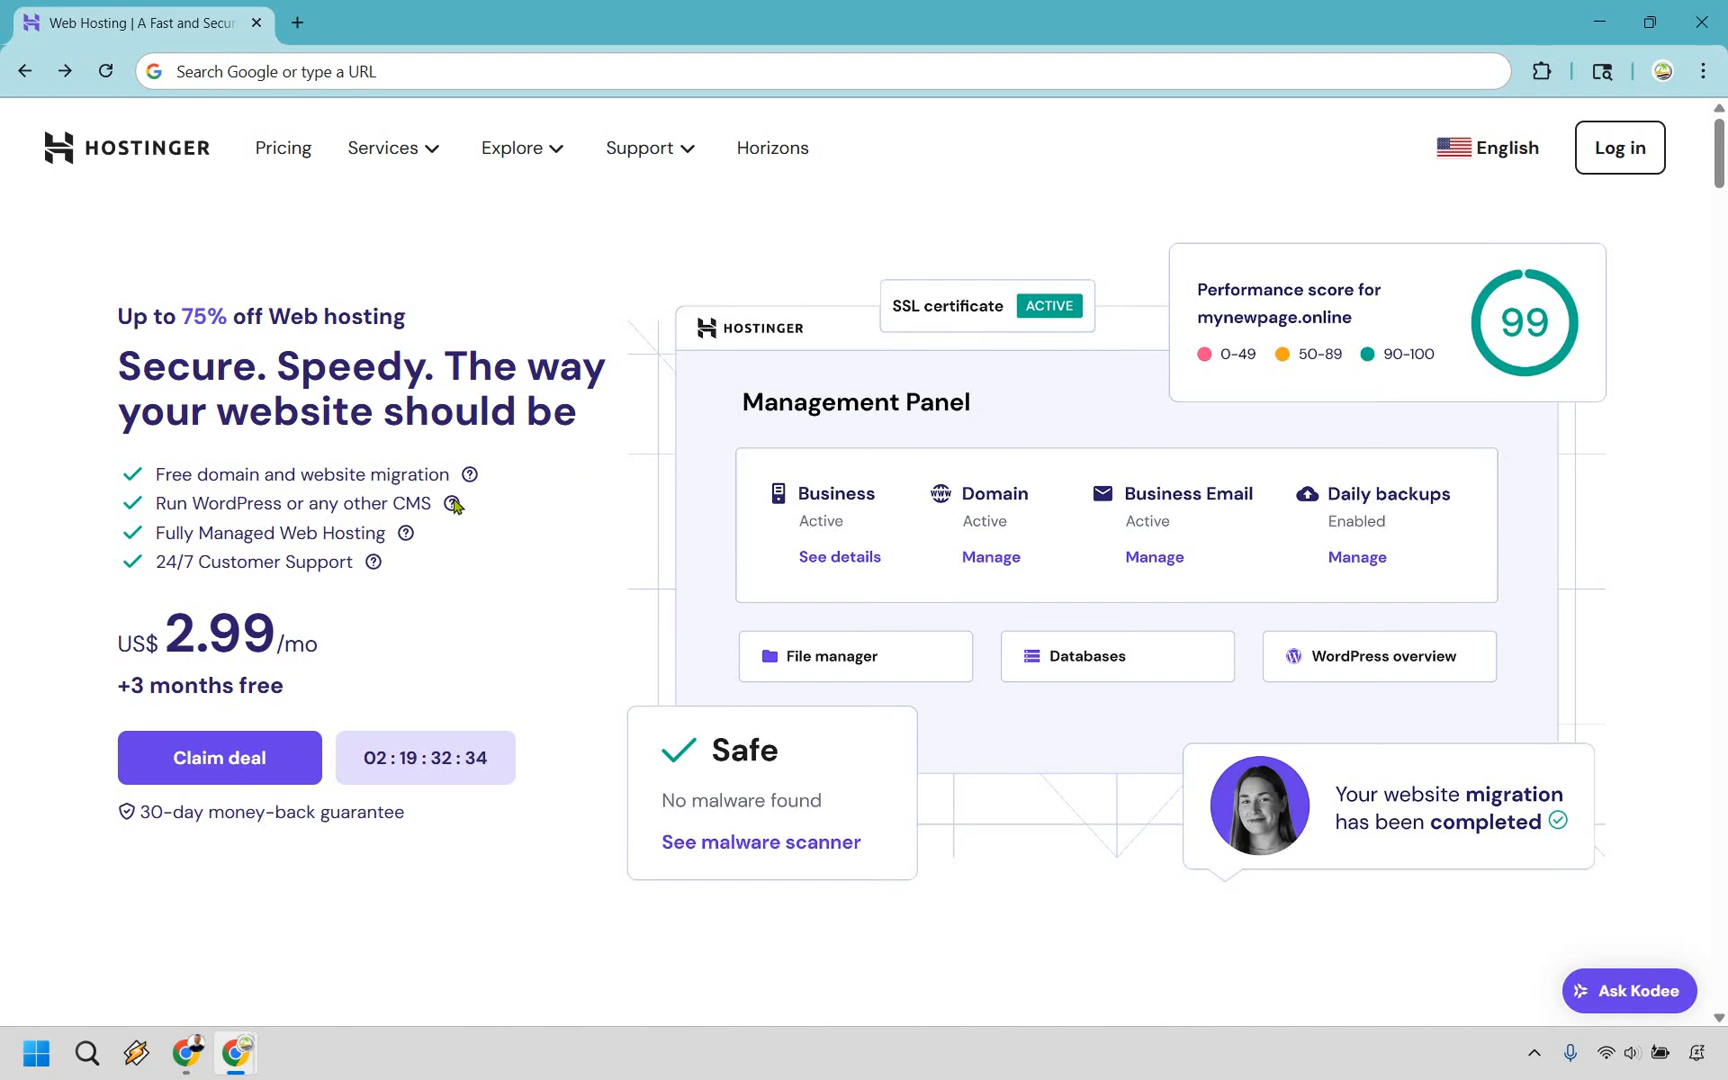 Web Hosting | A Fast and Secur
Search Google or type a URL
HOSTINGER
Pricing
Services
Explore
Support
Horizons
English
Log in
Up to 75% off Web hosting
Secure. Speedy. The way
your website should be
Free domain and website migration
Run WordPress or any other CMS
Fully Managed Web Hosting
24/7 Customer Support
US$ 2.99/mo
+3 months free
Claim deal
02 : 19 : 32 : 34
30-day money-back guarantee
HOSTINGER
SSL certificate ACTIVE
Performance score for
mynewpage.online
0-49 50-89 90-100
99
Management Panel
Business
Active
See details
Domain
Active
Manage
Business Email
Active
Manage
Daily backups
Enabled
Manage
File manager
Databases
WordPress overview
Safe
No malware found
See malware scanner
Your website migration
has been completed
Ask Kodee